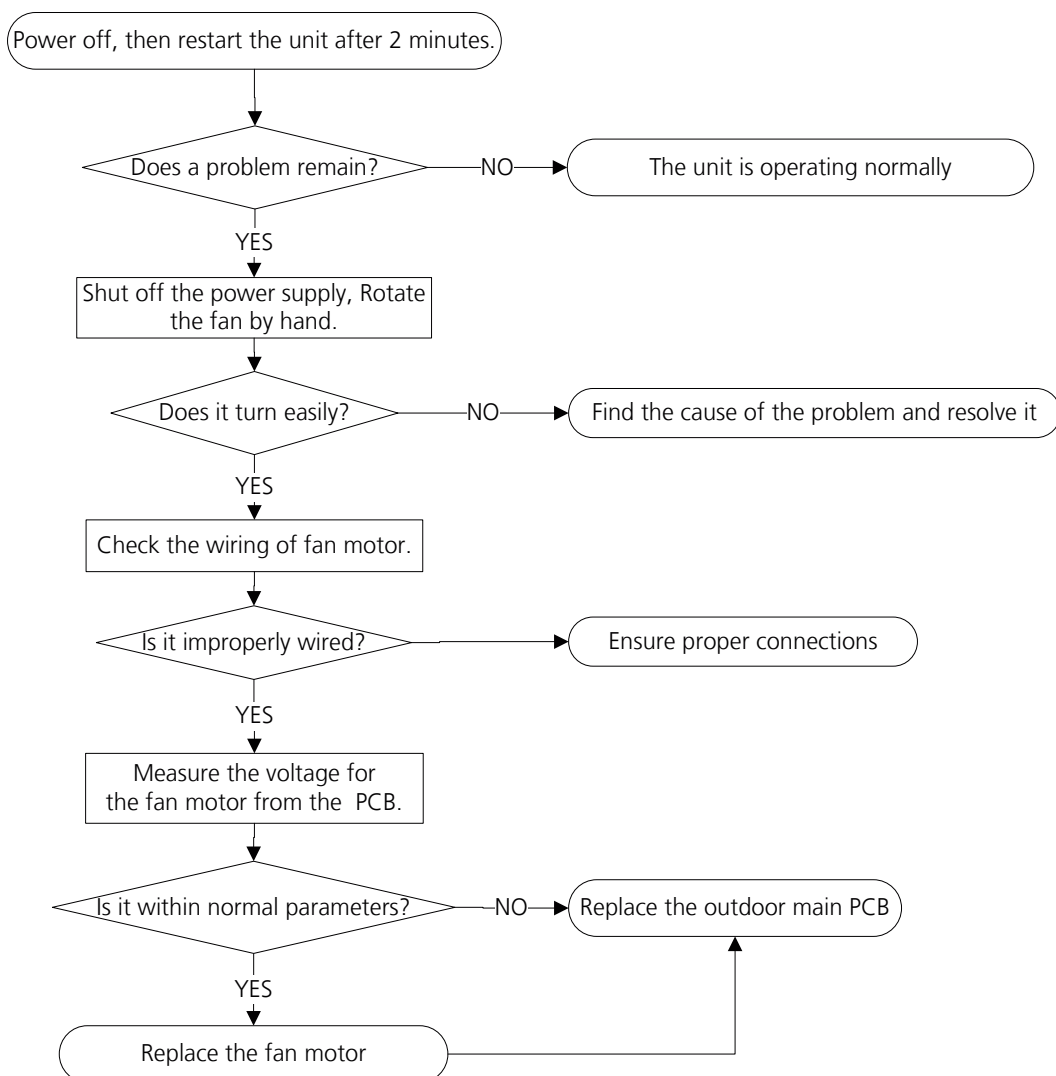 Power off, then restart the unit after 2 minutes.
Does a problem remain?
NO
The unit is operating normally
YES
Shut off the power supply, Rotate
the fan by hand.
Does it turn easily?
NO
Find the cause of the problem and resolve it
YES
Check the wiring of fan motor.
Is it improperly wired?
Ensure proper connections
YES
Measure the voltage for
the fan motor from the PCB.
Is it within normal parameters?
NO
Replace the outdoor main PCB
YES
Replace the fan motor